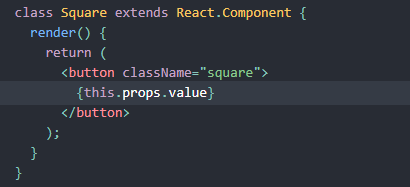 class Square extends React.Component {
  render() {
    return (
      <button className="square">
        {this.props.value}
      </button>
    );
  }
}